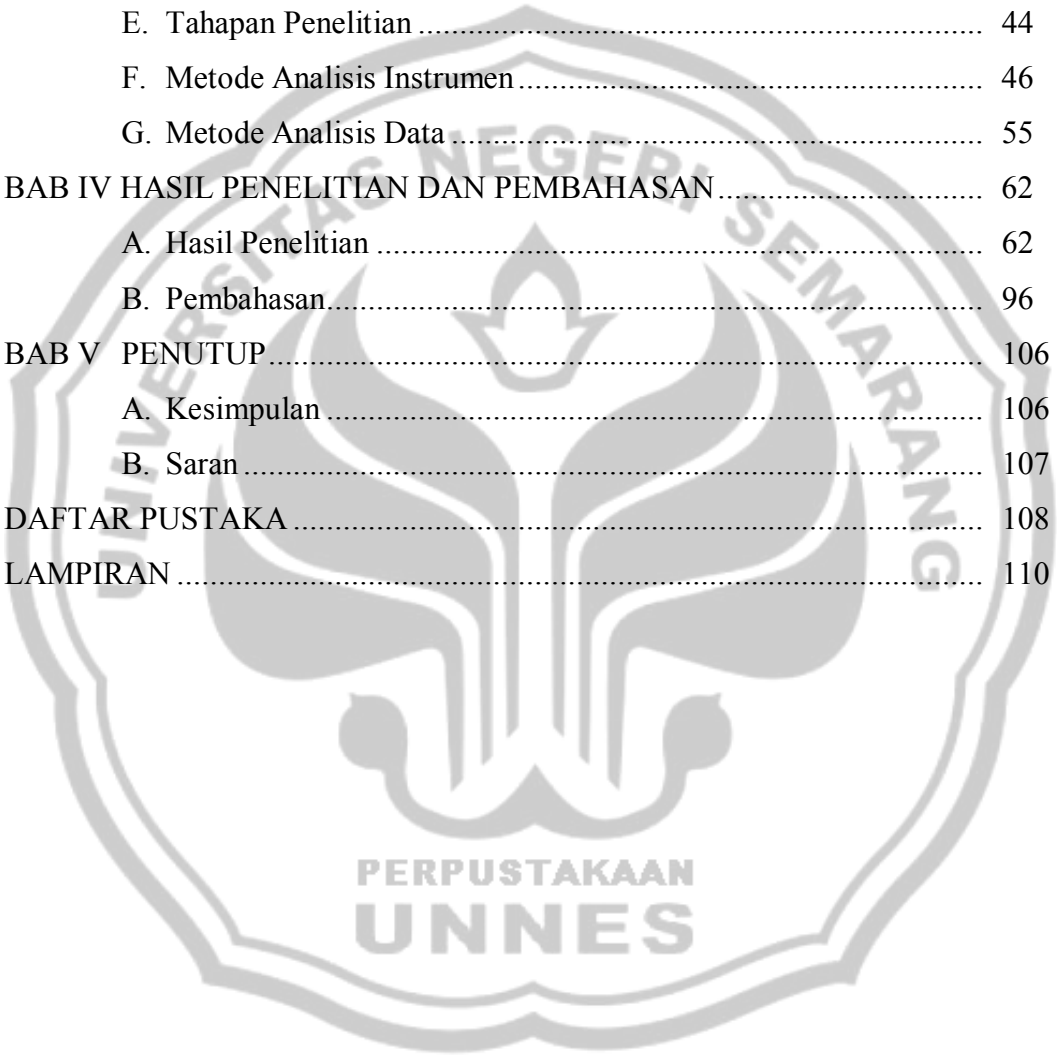 E. Tahapan Penelitian ........................................................................ 44
F. Metode Analisis Instrumen ........................................................... 46
G. Metode Analisis Data .................................................................... 55
BAB IV HASIL PENELITIAN DAN PEMBAHASAN .................................. 62
A. Hasil Penelitian ............................................................................. 62
B. Pembahasan ................................................................................... 96
BAB V PENUTUP ........................................................................................... 106
A. Kesimpulan .................................................................................... 106
B. Saran .............................................................................................. 107
DAFTAR PUSTAKA ........................................................................................ 108
LAMPIRAN ...................................................................................................... 110
UNIVERSITAS NEGERI SEMARANG
PERPUSTAKAAN
UNNES